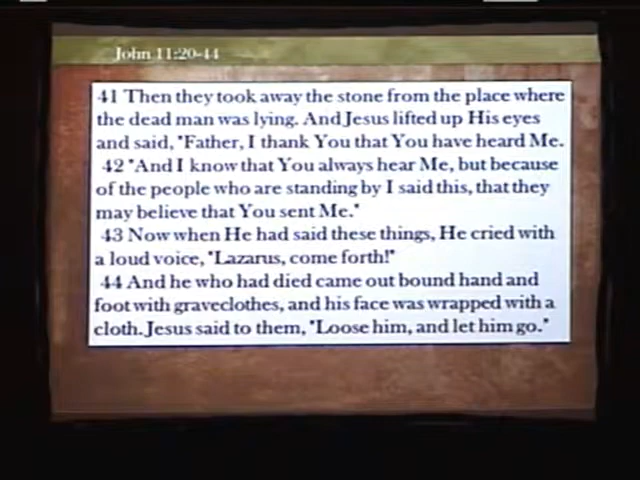 John 11:20-44
41 Then they took away the stone from the place where
the dead man was lying. And Jesus lifted up His eyes
and said, "Father, I thank You that You have heard Me.
42 "And I know that You always hear Me, but because
of the people who are standing by I said this, that they
may believe that You sent Me."
43 Now when He had said these things, He cried with
a loud voice, "Lazarus, come forth!"
44 And he who had died came out bound hand and
foot with graveclothes, and his face was wrapped with a
cloth. Jesus said to them, "Loose him, and let him go."